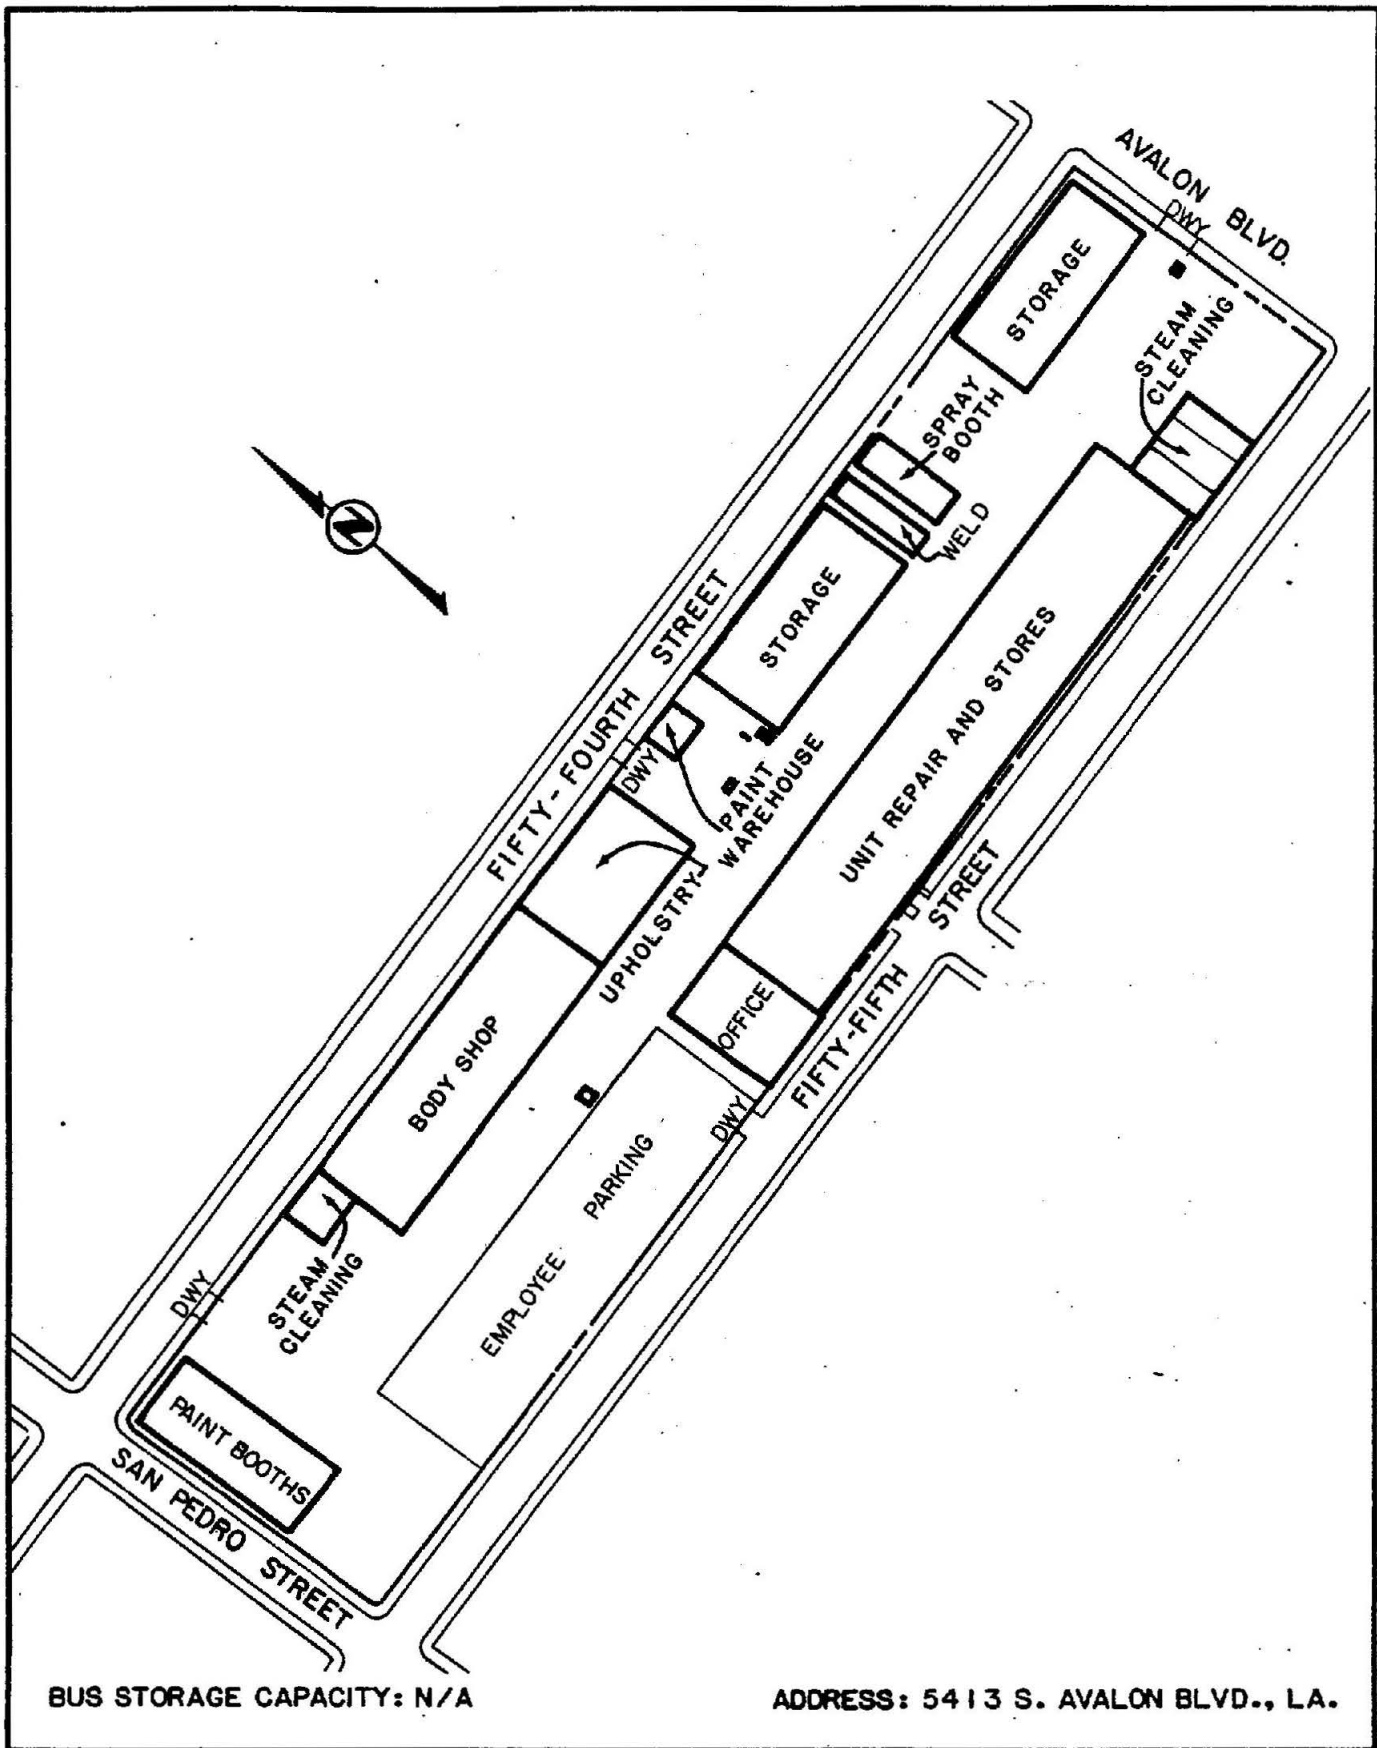 AVALON BLVD.
DWY
STORAGE
STEAM
CLEANING
SPRAY
BOOTH
WELD
N
STORAGE
FIFTY-FOURTH STREET
DWY
PAINT
WAREHOUSE
UNIT REPAIR AND STORES
UPHOLSTRY
STREET
FIFTY-FIFTH
OFFICE
BODY SHOP
DWY
EMPLOYEE PARKING
STEAM
CLEANING
DWY
PAINT BOOTHS
SAN PEDRO STREET
BUS STORAGE CAPACITY: N/A
ADDRESS: 5413 S. AVALON BLVD., LA.